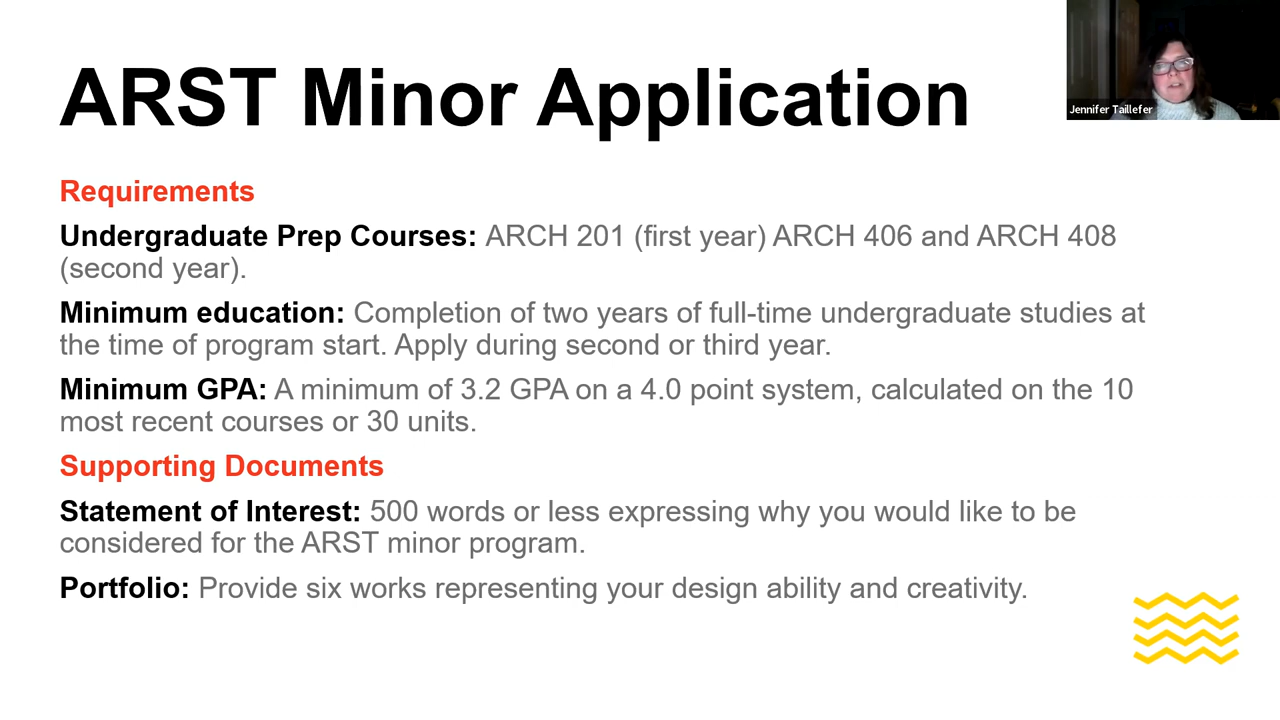 ARST Minor Application
Jennifer Taillefer
Requirements
Undergraduate Prep Courses: ARCH 201 (first year) ARCH 406 and ARCH 408
(second year).
Minimum education: Completion of two years of full-time undergraduate studies at
the time of program start. Apply during second or third year.
Minimum GPA: A minimum of 3.2 GPA on a 4.0 point system, calculated on the 10
most recent courses or 30 units.
Supporting Documents
Statement of Interest: 500 words or less expressing why you would like to be
considered for the ARST minor program.
Portfolio: Provide six works representing your design ability and creativity.